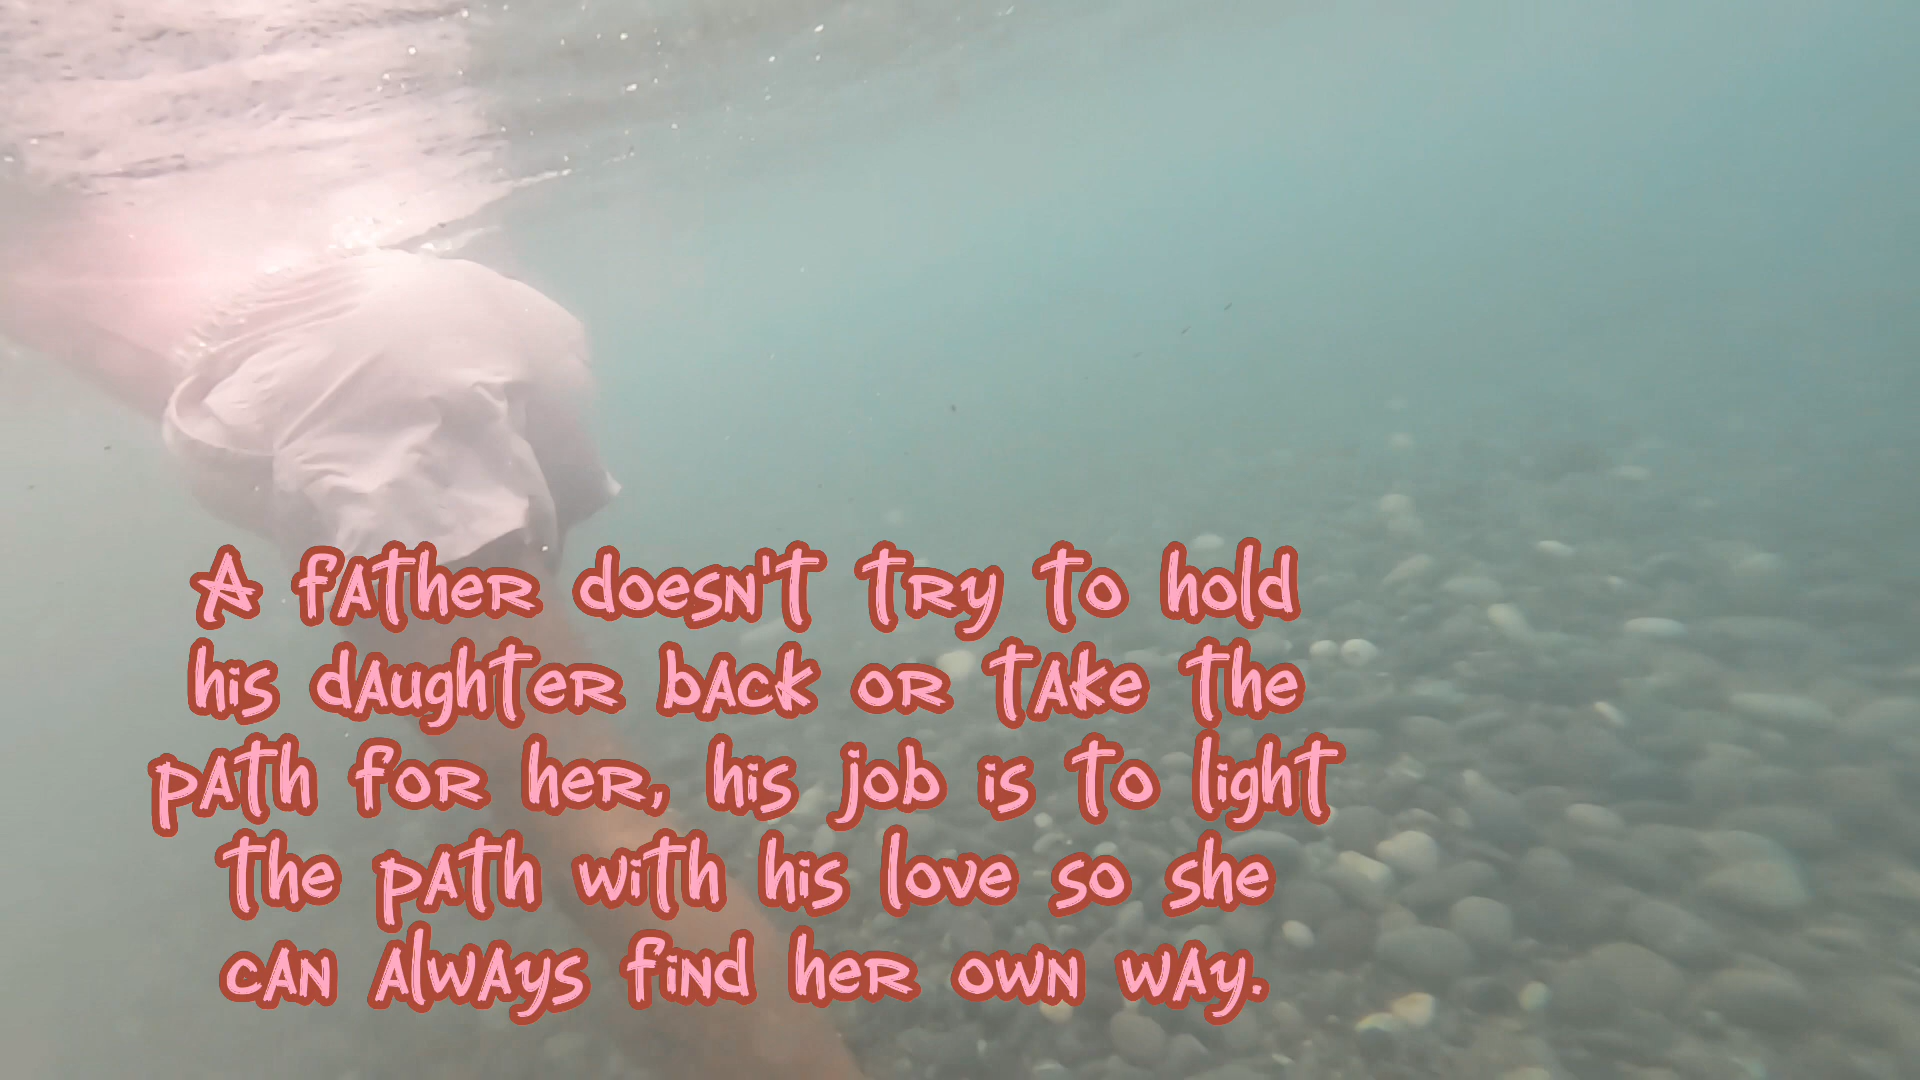 A father doesn't try to hold
his daughter back or take the
path for her, his job is to light
the path with his love so she
can always find her own way.